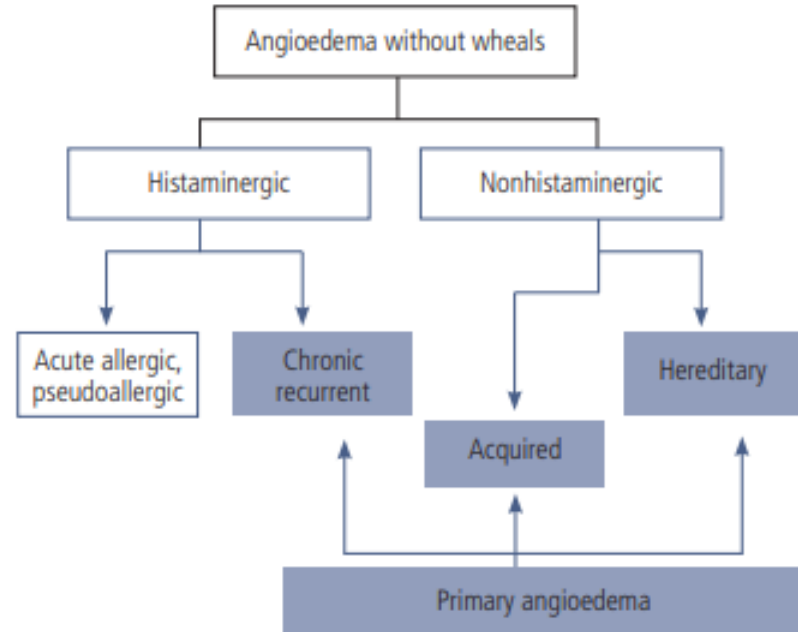 Angioedema without wheals
Histaminergic
Nonhistaminergic
Acute allergic,
pseudoallergic
Chronic
recurrent
Acquired
Hereditary
Primary angioedema